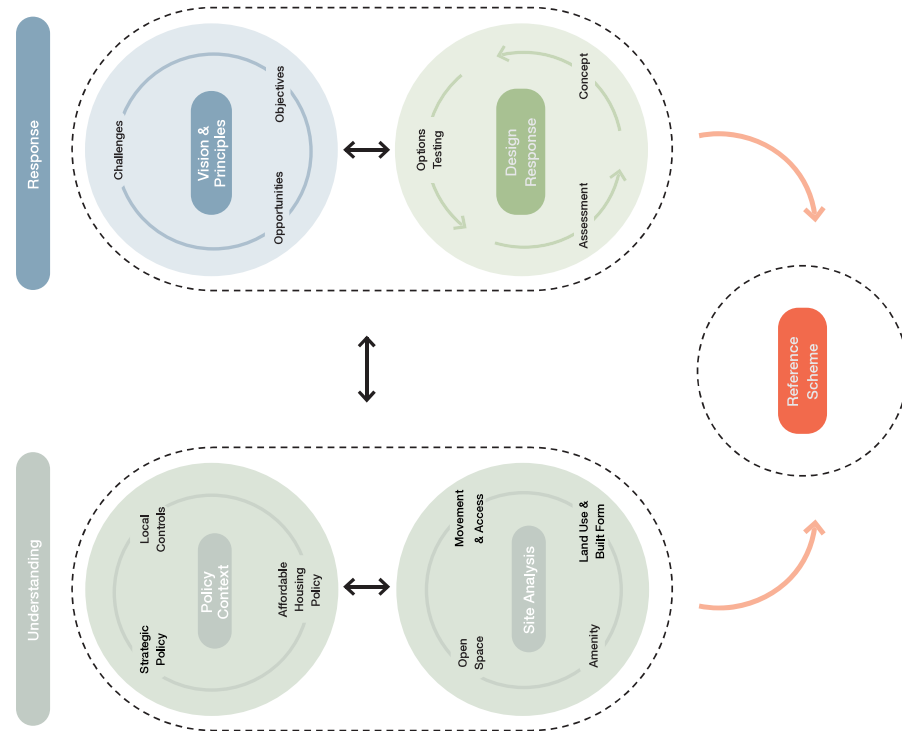 Understanding
Response
Strategic
Policy
Local
Controls
Policy
Context
Affordable
Housing
Policy
Challenges
Vision &
Principles
Opportunities
Objectives
Open
Space
Movement
& Access
Site Analysis
Amenity
Land Use &
Built Form
Options
Testing
Design
Response
Assessment
Concept
Reference
Scheme